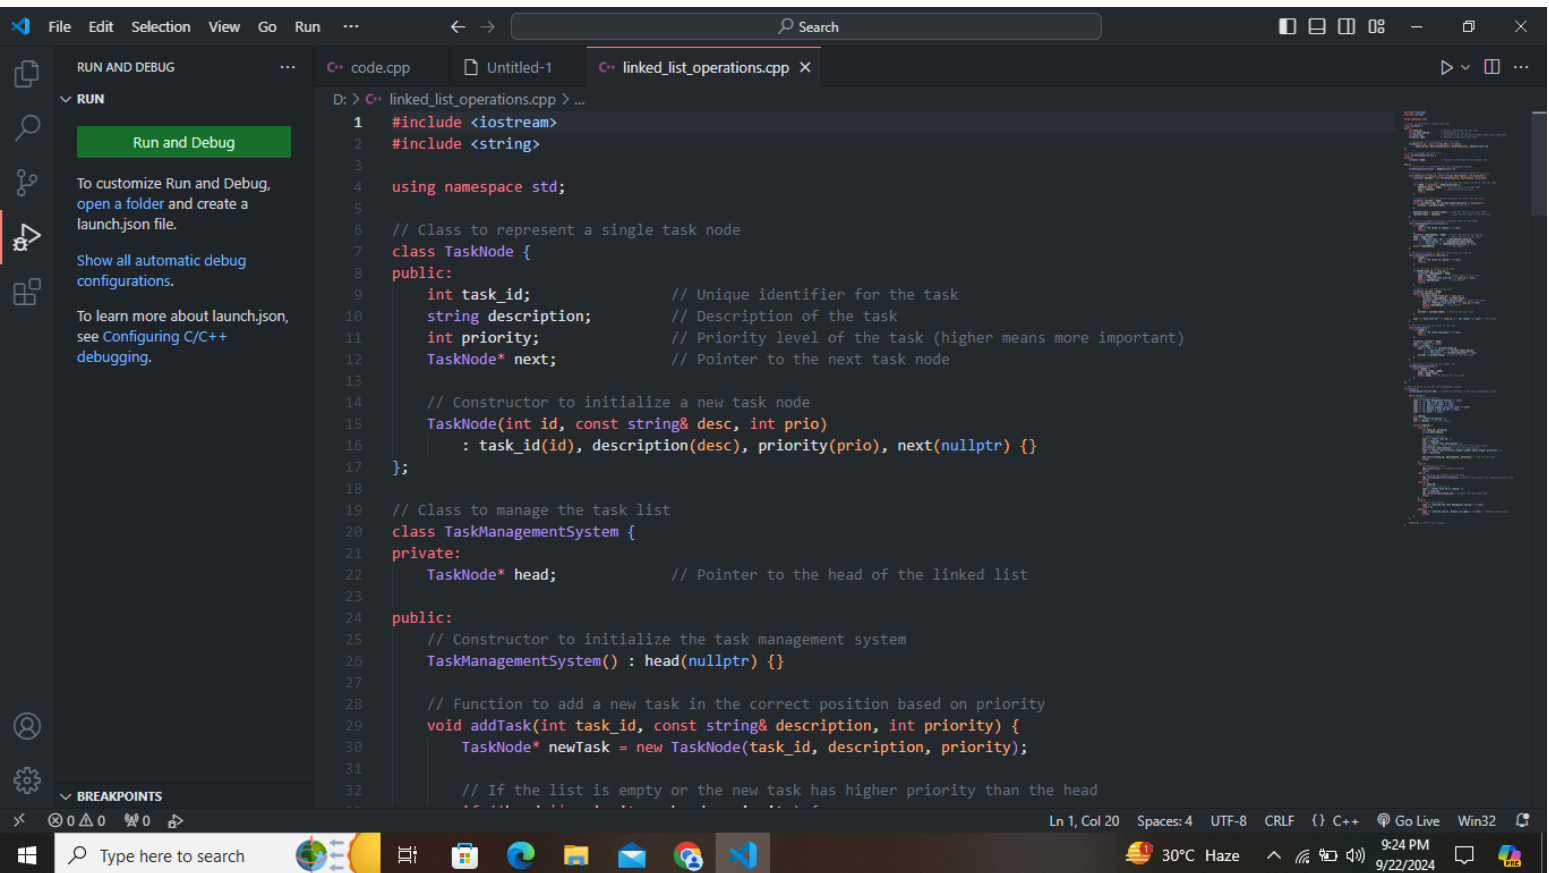 File Edit Selection View Go Run ··· Search
RUN AND DEBUG ···
C++ code.cpp Untitled-1 C++ linked_list_operations.cpp
RUN
D: > C++ linked_list_operations.cpp > ...
Run and Debug
To customize Run and Debug,
open a folder and create a
launch.json file.
Show all automatic debug
configurations.
To learn more about launch.json,
see Configuring C/C++
debugging.
BREAKPOINTS
1 #include <iostream>
2 #include <string>
3
4 using namespace std;
5
6 // Class to represent a single task node
7 class TaskNode {
8 public:
9 int task_id; // Unique identifier for the task
10 string description; // Description of the task
11 int priority; // Priority level of the task (higher means more important)
12 TaskNode* next; // Pointer to the next task node
13
14 // Constructor to initialize a new task node
15 TaskNode(int id, const string& desc, int prio)
16 : task_id(id), description(desc), priority(prio), next(nullptr) {}
17 };
18
19 // Class to manage the task list
20 class TaskManagementSystem {
21 private:
22 TaskNode* head; // Pointer to the head of the linked list
23
24 public:
25 // Constructor to initialize the task management system
26 TaskManagementSystem() : head(nullptr) {}
27
28 // Function to add a new task in the correct position based on priority
29 void addTask(int task_id, const string& description, int priority) {
30 TaskNode* newTask = new TaskNode(task_id, description, priority);
31
32 // If the list is empty or the new task has higher priority than the head
0 0 0 Ln 1, Col 20 Spaces: 4 UTF-8 CRLF {} C++ Go Live Win32
Type here to search 30°C Haze 9:24 PM
9/22/2024
PRE